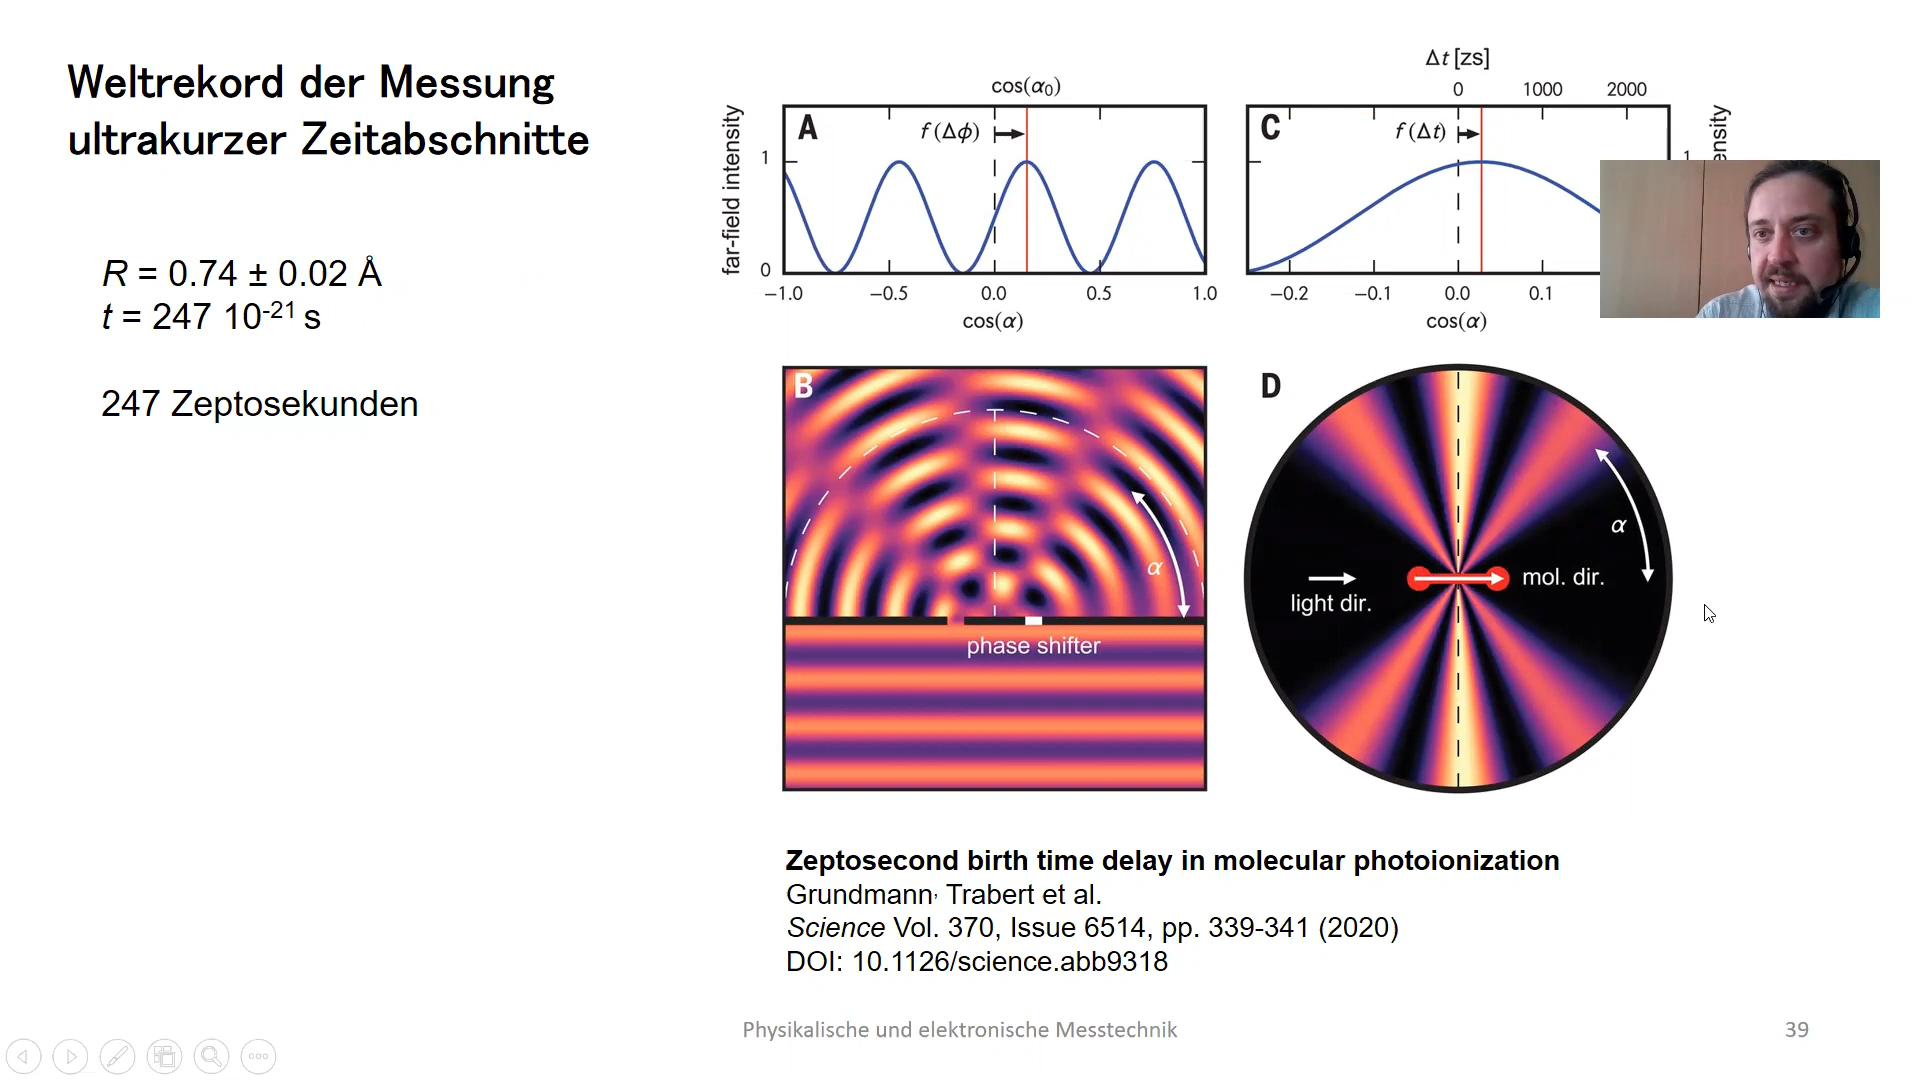 Weltrekord der Messung
ultrakurzer Zeitabschnitte
R = 0.74 ± 0.02 Å
t = 247 10-21 s
247 Zeptosekunden
cos(α0)
A
f(Δϕ)
far-field intensity
1
0
−1.0 −0.5 0.0 0.5 1.0
cos(α)
Δt [zs]
0 1000 2000
C
f(Δt)
1
−0.2 −0.1 0.0 0.1
cos(α)
B
α
phase shifter
D
α
light dir.
mol. dir.
Zeptosecond birth time delay in molecular photoionization
Grundmann, Trabert et al.
Science Vol. 370, Issue 6514, pp. 339-341 (2020)
DOI: 10.1126/science.abb9318
Physikalische und elektronische Messtechnik
39